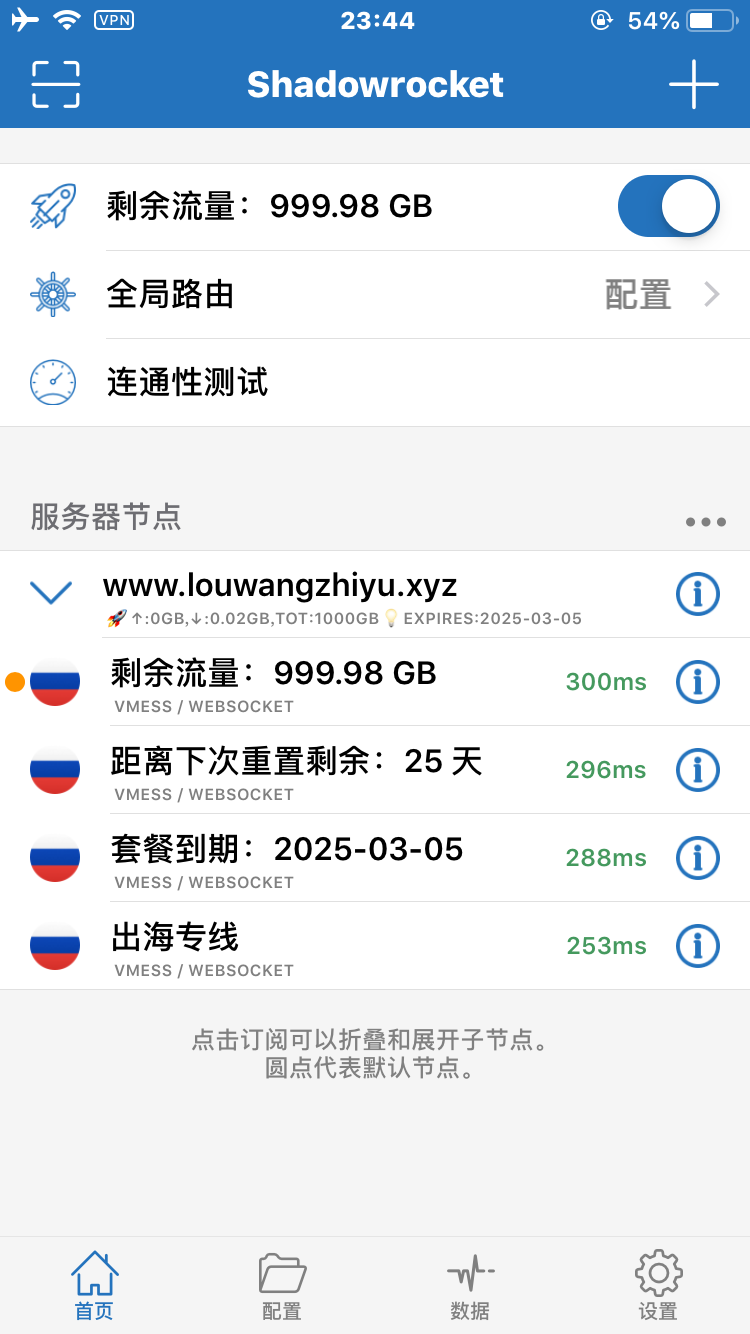 VPN 23:44 54%
Shadowrocket
剩余流量：999.98 GB
全局路由 配置
连通性测试
服务器节点
www.louwangzhiyu.xyz
🚀↑:0GB,↓:0.02GB,TOT:1000GB💡EXPIRES:2025-03-05
剩余流量：999.98 GB 300ms
VMESS / WEBSOCKET
距离下次重置剩余：25 天 296ms
VMESS / WEBSOCKET
套餐到期：2025-03-05 288ms
VMESS / WEBSOCKET
出海专线 253ms
VMESS / WEBSOCKET
点击订阅可以折叠和展开子节点。
圆点代表默认节点。
首页 配置 数据 设置